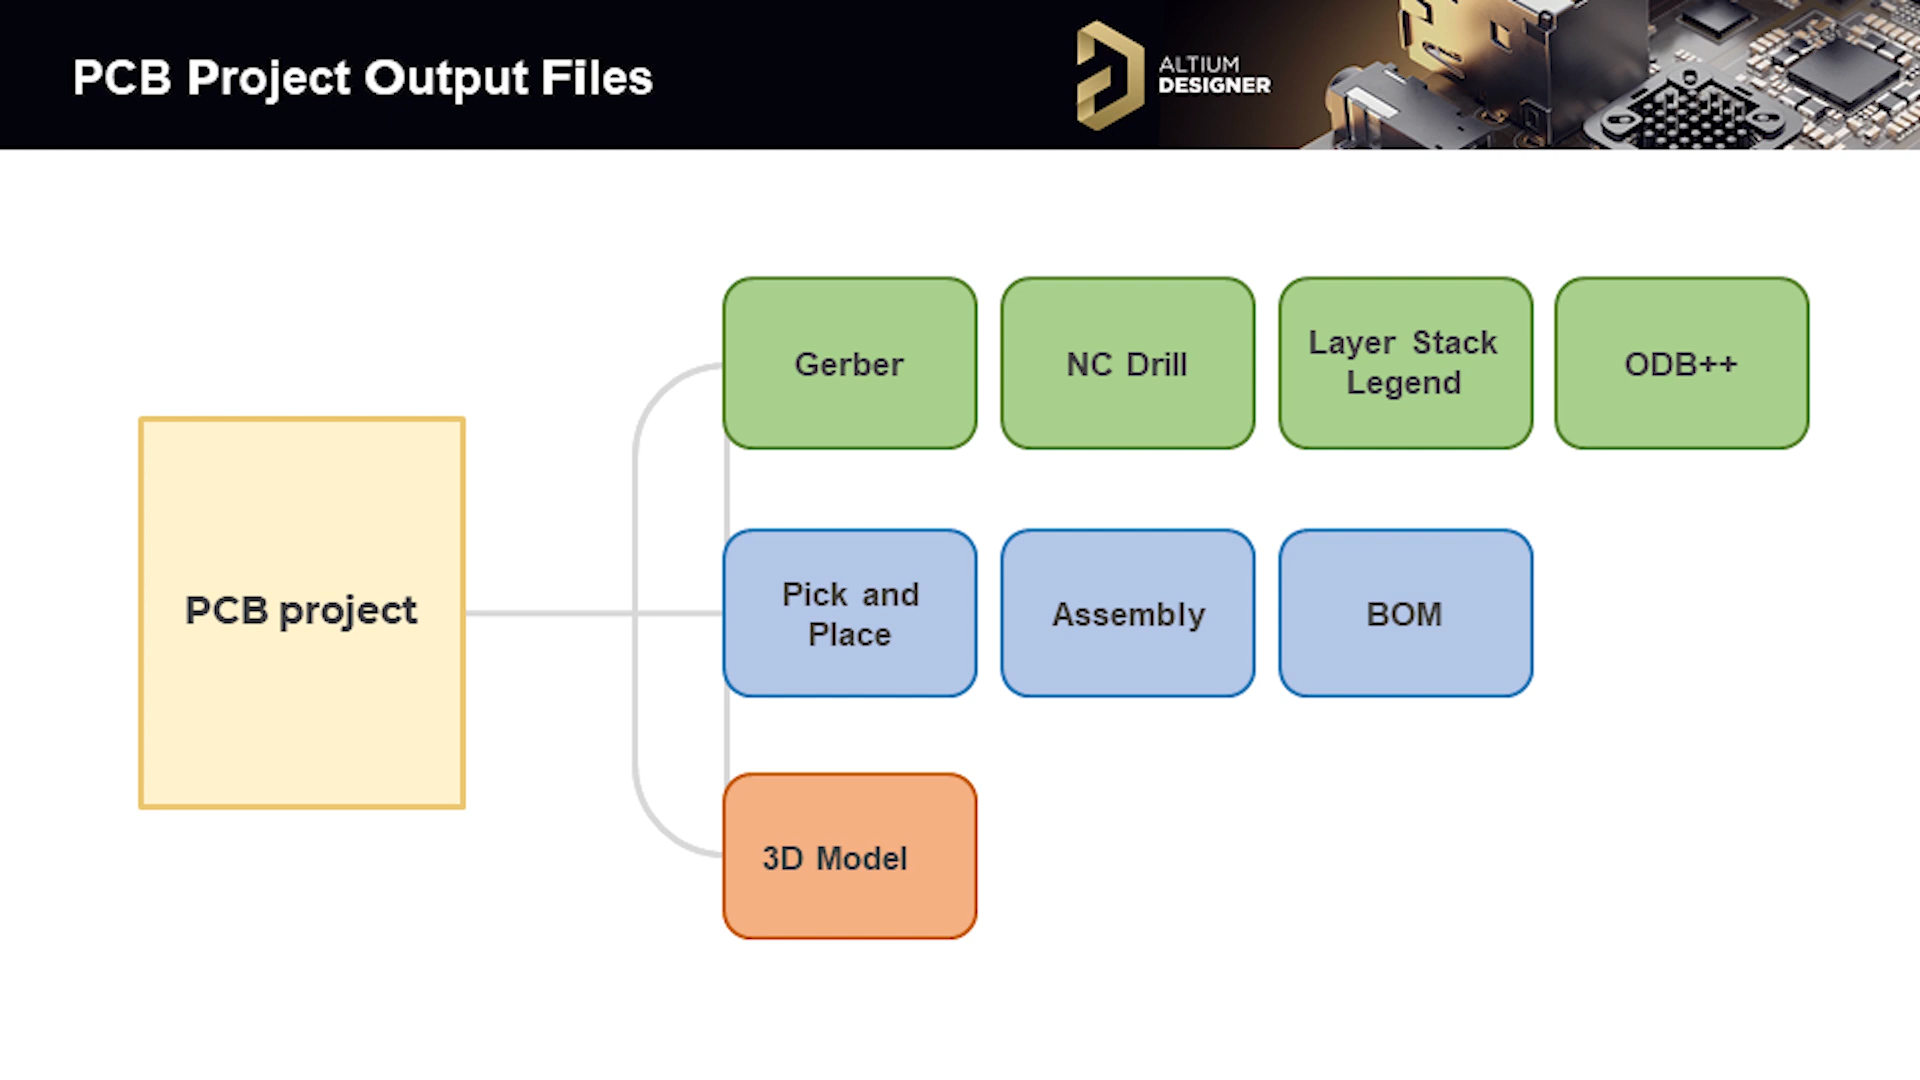 PCB Project Output Files
ALTIUM
DESIGNER
Gerber
NC Drill
Layer Stack
Legend
ODB++
PCB project
Pick and
Place
Assembly
BOM
3D Model